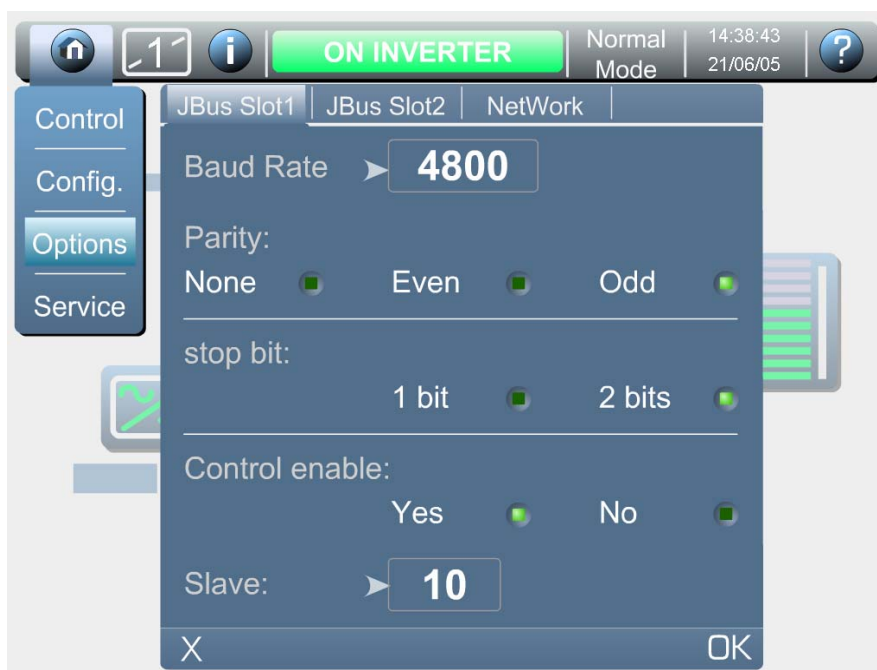 1
i
ON INVERTER
Normal
Mode
14:38:43
21/06/05
?
Control
Config.
Options
Service
JBus Slot1
JBus Slot2
NetWork
Baud Rate
4800
Parity:
None
Even
Odd
stop bit:
1 bit
2 bits
Control enable:
Yes
No
Slave:
10
X
OK